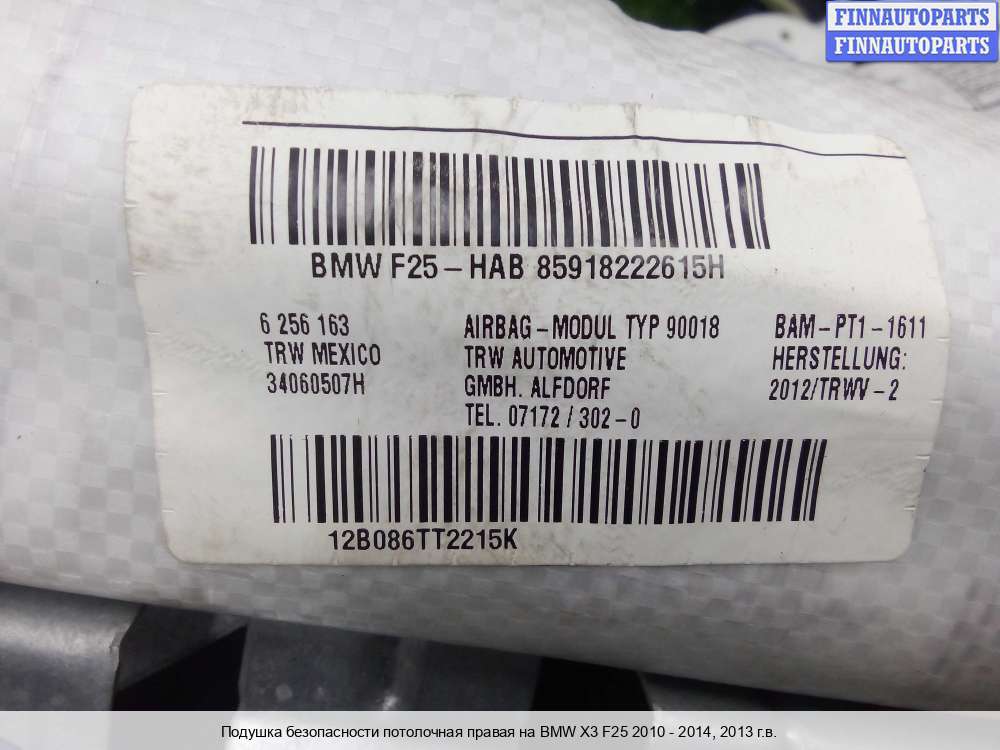 FINNAUTOPARTS
FINNAUTOPARTS
BMW F25-HAB 85918222615H
6 256 163
TRW MEXICO
34060507H
AIRBAG-MODUL TYP 90018
TRW AUTOMOTIVE
GMBH. ALFDORF
TEL. 07172 / 302-0
BAM-PT1-1611
HERSTELLUNG:
2012/TRWV-2
12B086TT2215K
Подушка безопасности потолочная правая на BMW X3 F25 2010 - 2014, 2013 г.в.